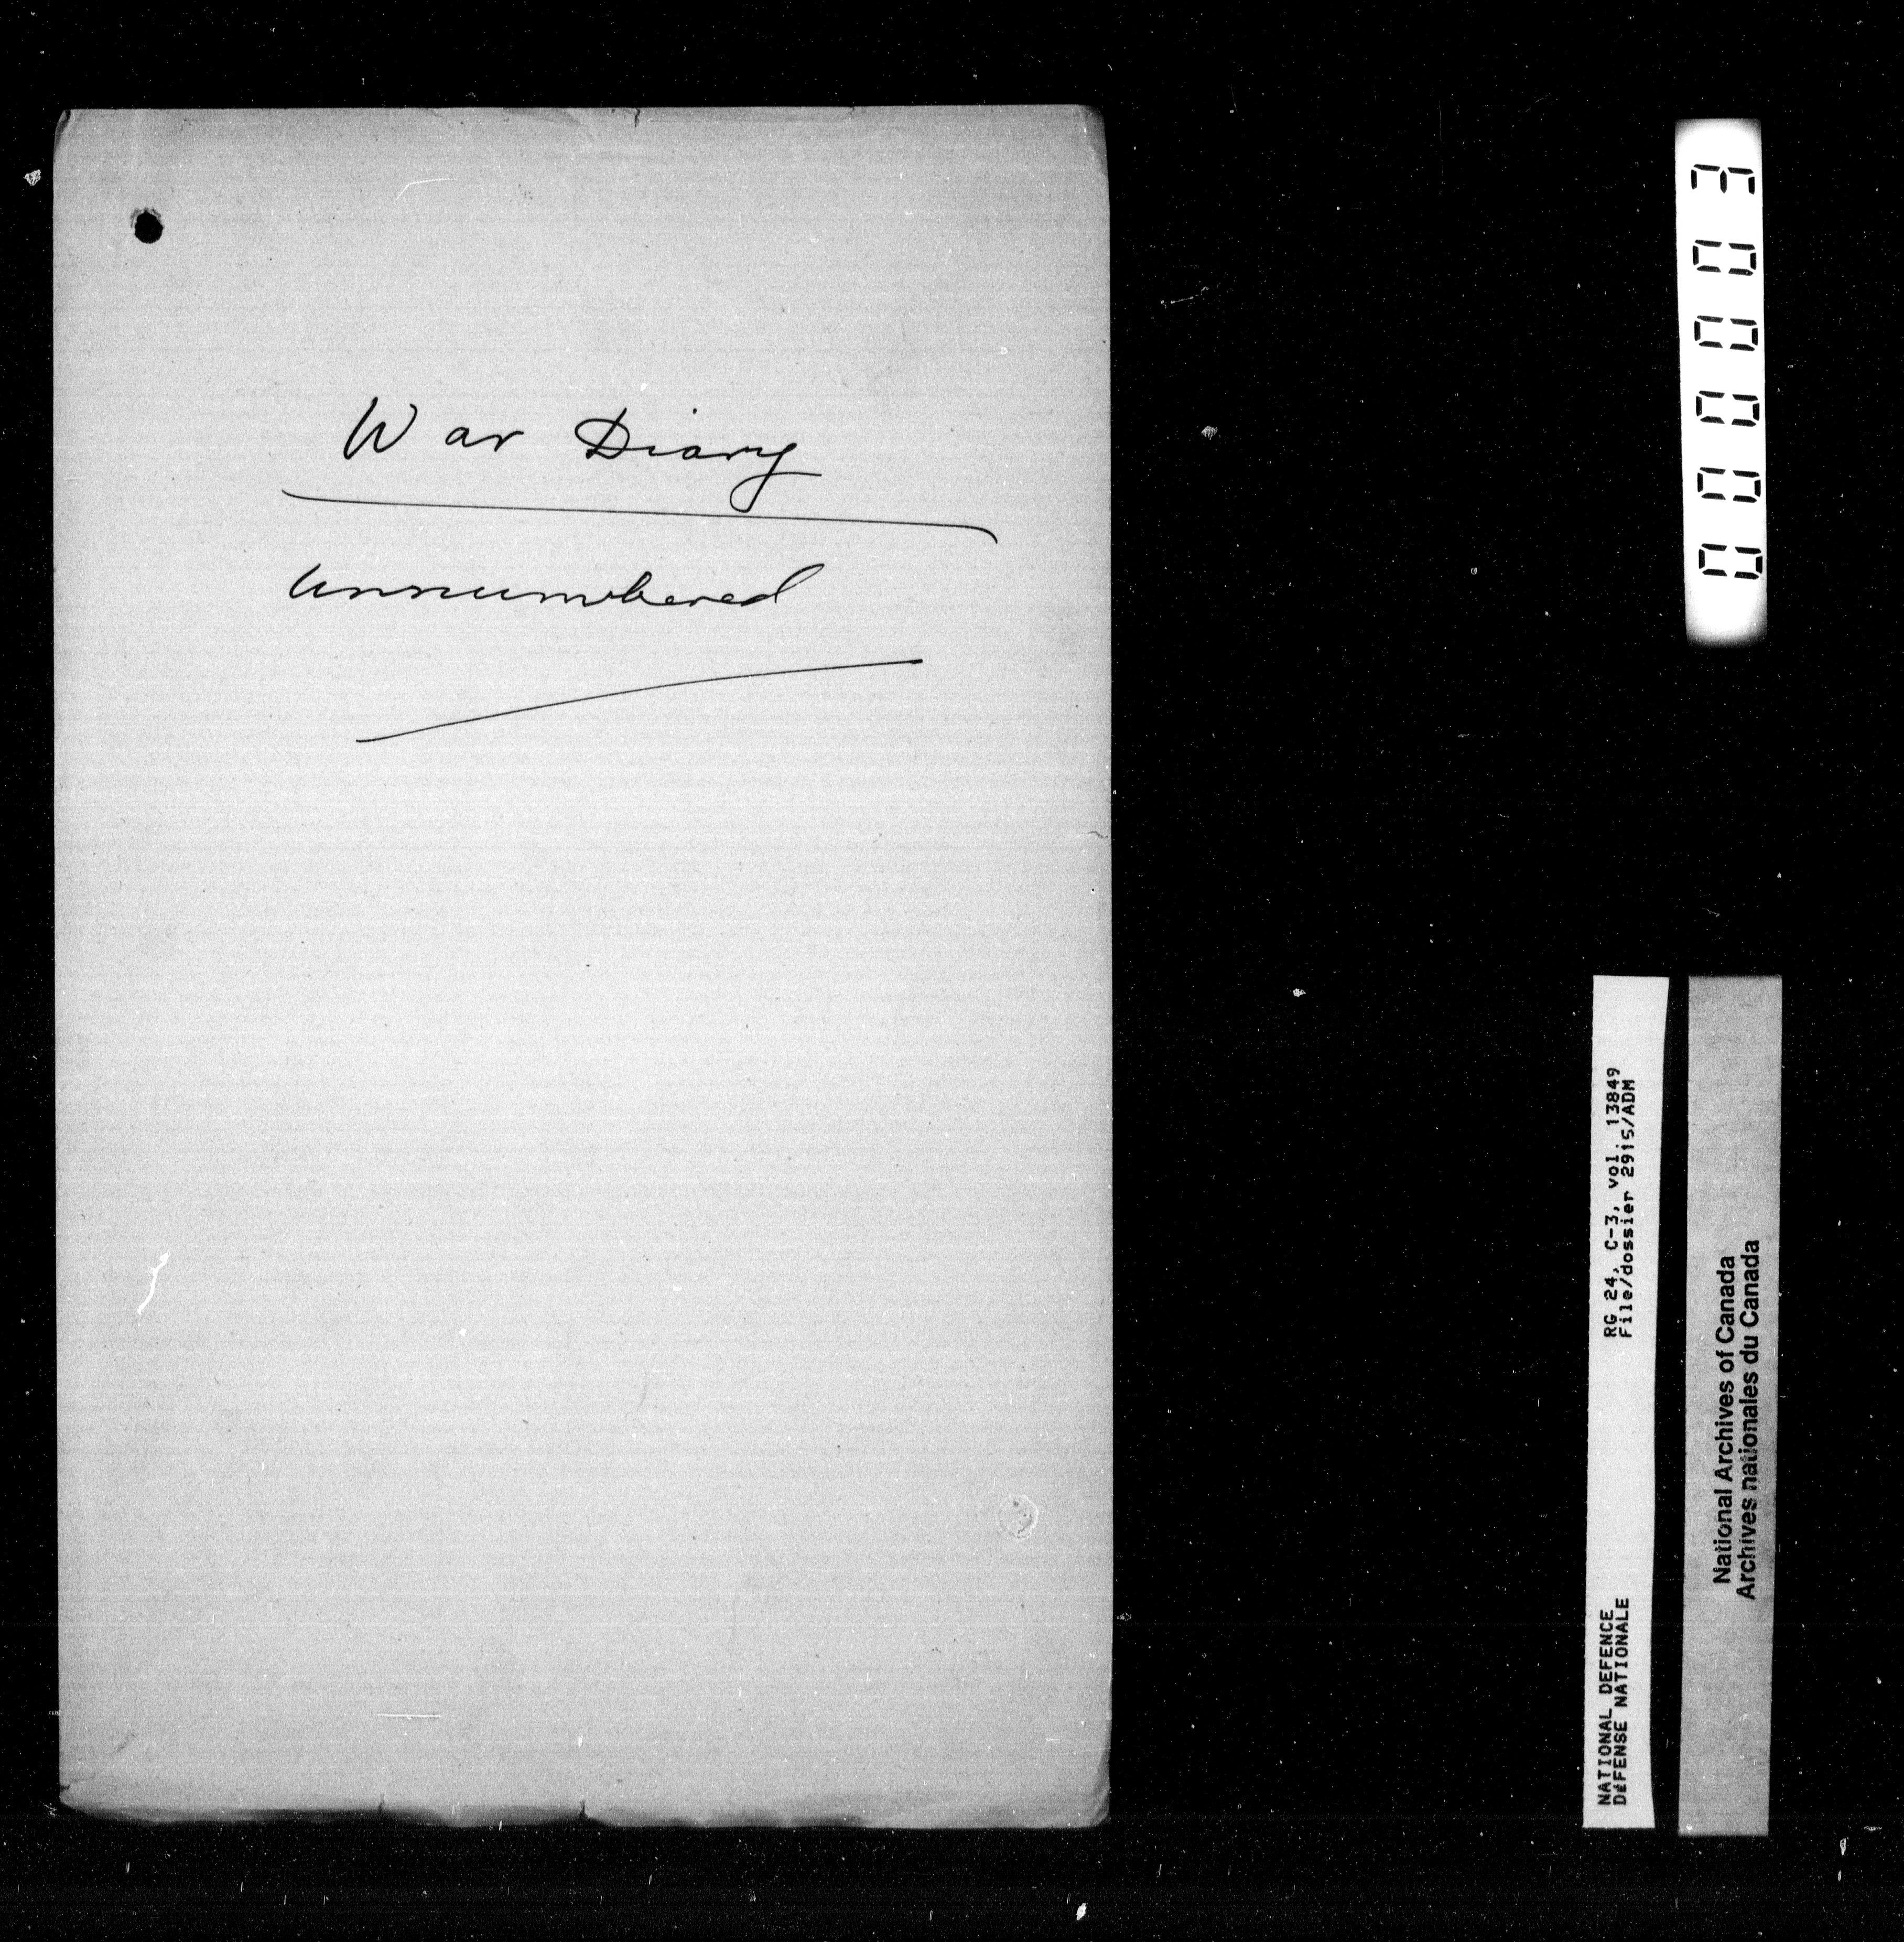 War Diary
unnumbered
000003
RG 24, C-3, vol. 13849
File/dossier 29is/ADM
NATIONAL DEFENCE
DÉFENSE NATIONALE
National Archives of Canada
Archives nationales du Canada